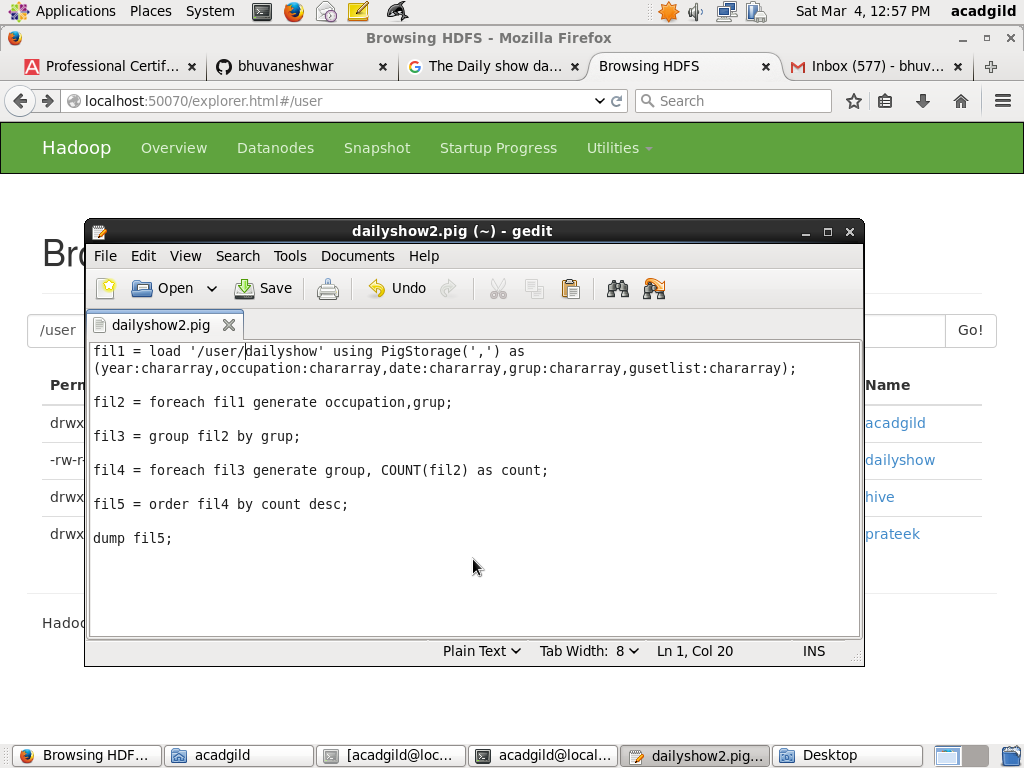 Applications Places System Sat Mar 4, 12:57 PM acadgild
Browsing HDFS - Mozilla Firefox
Professional Certif... bhuvaneshwar The Daily show da... Browsing HDFS Inbox (577) - bhuv...
localhost:50070/explorer.html#/user Search
Hadoop Overview Datanodes Snapshot Startup Progress Utilities
dailyshow2.pig (~) - gedit
File Edit View Search Tools Documents Help
Open Save Undo
dailyshow2.pig
/user Go!
fil1 = load '/user/dailyshow' using PigStorage(',') as
(year:chararray,occupation:chararray,date:chararray,grup:chararray,gusetlist:chararray);
fil2 = foreach fil1 generate occupation,grup;
fil3 = group fil2 by grup;
fil4 = foreach fil3 generate group, COUNT(fil2) as count;
fil5 = order fil4 by count desc;
dump fil5;
Name
drwx acadgild
-rw-r- dailyshow
drwx hive
drwx prateek
Plain Text Tab Width: 8 Ln 1, Col 20 INS
Browsing HDF... acadgild [acadgild@loc... acadgild@local... dailyshow2.pig... Desktop